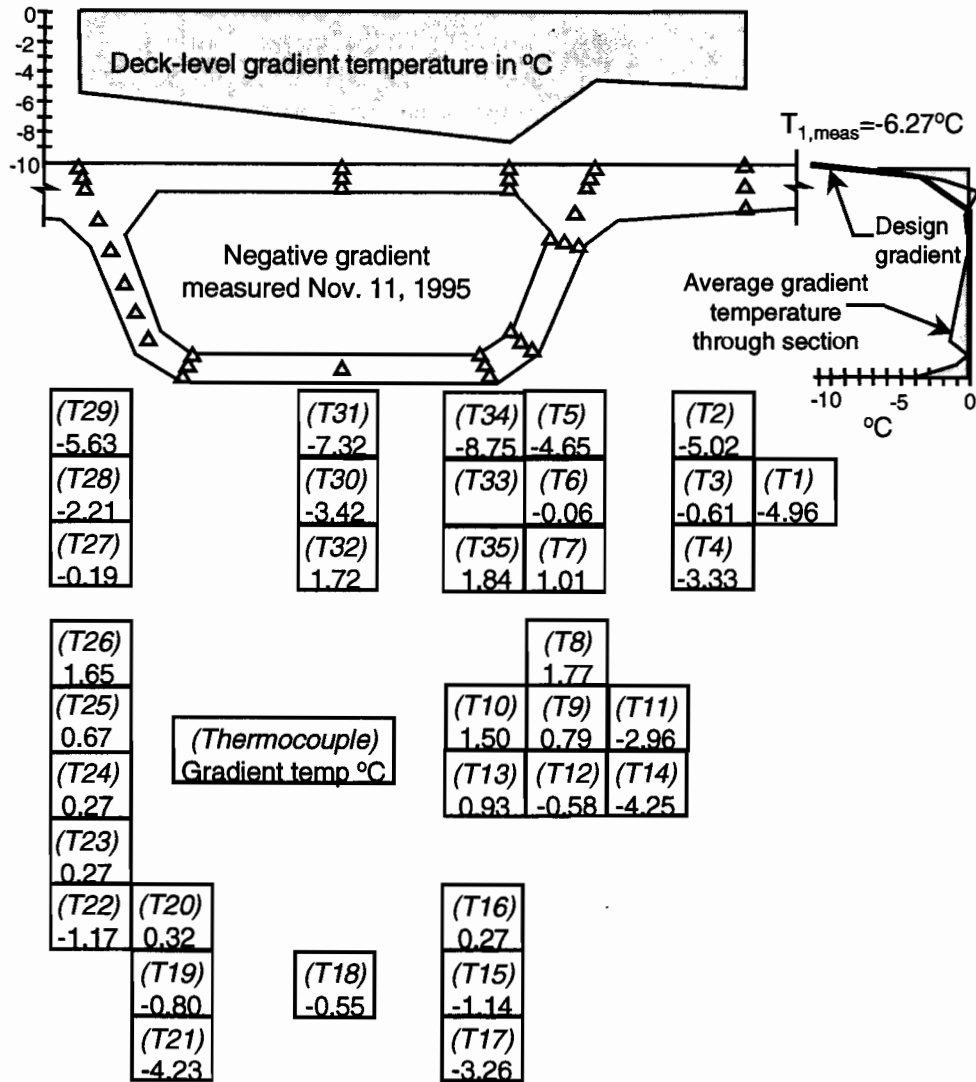 0
-2
-4
-6
-8
-10
Deck-level gradient temperature in ºC
T1,meas=-6.27ºC
Negative gradient
measured Nov. 11, 1995
Design
gradient
Average gradient
temperature
through section
-10 -5 0
ºC
(T29) (T31) (T34) (T5) (T2)
-5.63 -7.32 -8.75 -4.65 -5.02
(T28) (T30) (T33) (T6) (T3) (T1)
-2.21 -3.42 -0.06 -0.61 -4.96
(T27) (T32) (T35) (T7) (T4)
-0.19 1.72 1.84 1.01 -3.33
(T26) (T8)
1.65 1.77
(T25) (T10) (T9) (T11)
0.67 1.50 0.79 -2.96
(Thermocouple)
Gradient temp ºC
(T24) (T13) (T12) (T14)
0.27 0.93 -0.58 -4.25
(T23)
0.27
(T22) (T20) (T16)
-1.17 0.32 0.27
(T19) (T18) (T15)
-0.80 -0.55 -1.14
(T21) (T17)
-4.23 -3.26